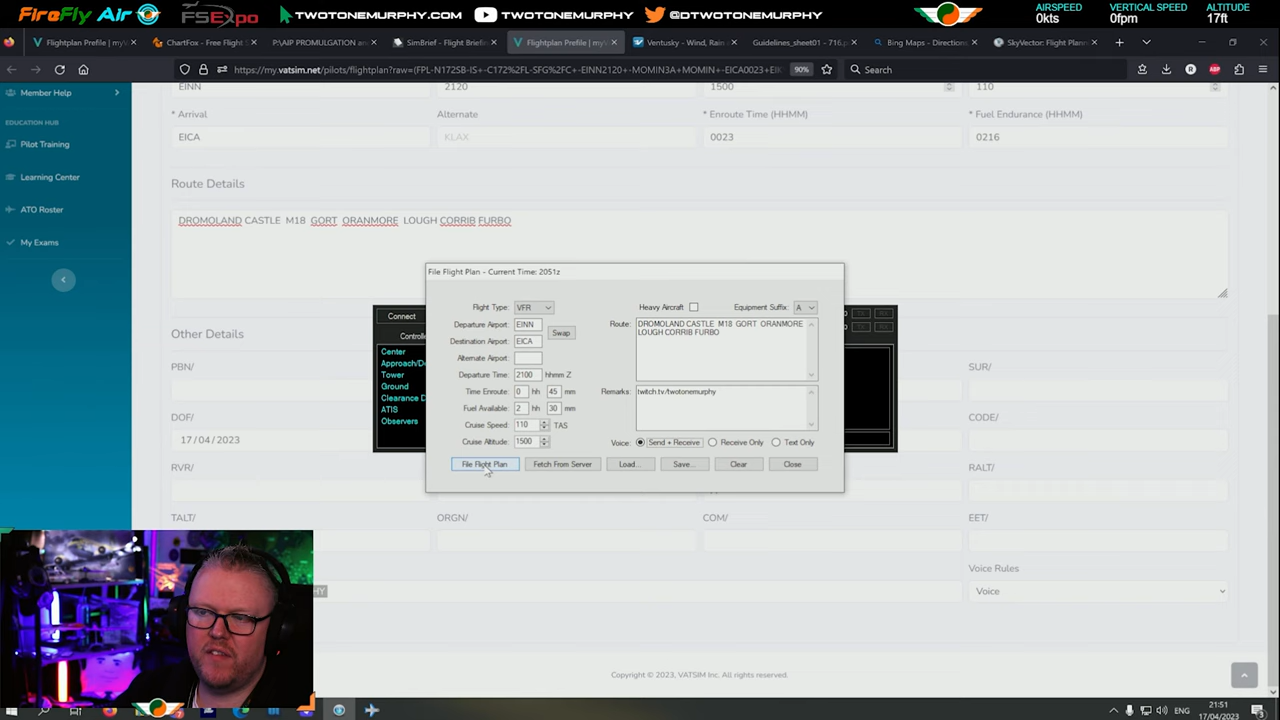 FireFly Air
FSExpo
TWOTONEMURPHY.COM
TWOTONEMURPHY
@DTWOTONEMURPHY
AIRSPEED
0kts
VERTICAL SPEED
0fpm
ALTITUDE
17ft
Flightplan Prefile | myV
ChartFox - Free Flight S
P:\AIP PROMULGATION an
SimBrief - Flight Briefin
Flightplan Prefile | myV
Ventusky - Wind, Rain
Guidelines_sheet01 - 716.p
Bing Maps - Directions
SkyVector: Flight Planni
https://my.vatsim.net/pilots/flightplan?raw=(FPL-N172SB-IS+-C172%2FL-SFG%2FC+-EINN2120+-MOMIN3A+MOMIN+-EICA0023+EI
90%
Search
Member Help
EDUCATION HUB
Pilot Training
Learning Center
ATO Roster
My Exams
EINN
2120
1500
110
* Arrival
Alternate
* Enroute Time (HHMM)
* Fuel Endurance (HHMM)
EICA
KLAX
0023
0216
Route Details
DROMOLAND CASTLE M18 GORT ORANMORE LOUGH CORRIB FURBO
Other Details
PBN/
SUR/
DOF/
CODE/
17/04/2023
RVR/
RALT/
TALT/
ORGN/
COM/
EET/
Voice Rules
HY
Voice
Copyright © 2023, VATSIM Inc. All rights reserved.
Connect
Center
Tower
Ground
ATIS
Observers
File Flight Plan - Current Time: 2051z
Flight Type:
VFR
Heavy Aircraft
Equipment Suffix:
A
Departure Airport:
EINN
Swap
Route:
DROMOLAND CASTLE M18 GORT ORANMORE
LOUGH CORRIB FURBO
Destination Airport:
EICA
Alternate Airport:
Departure Time:
2100
hhmm Z
Time Enroute:
0
hh
45
mm
Remarks:
twitch.tv/twotonemurphy
Fuel Available:
2
hh
30
mm
Cruise Speed:
110
TAS
Cruise Altitude:
1500
Voice:
Send + Receive
Receive Only
Text Only
File Flight Plan
Fetch From Server
Load...
Save...
Clear
Close
ENG
21:51
17/04/2023